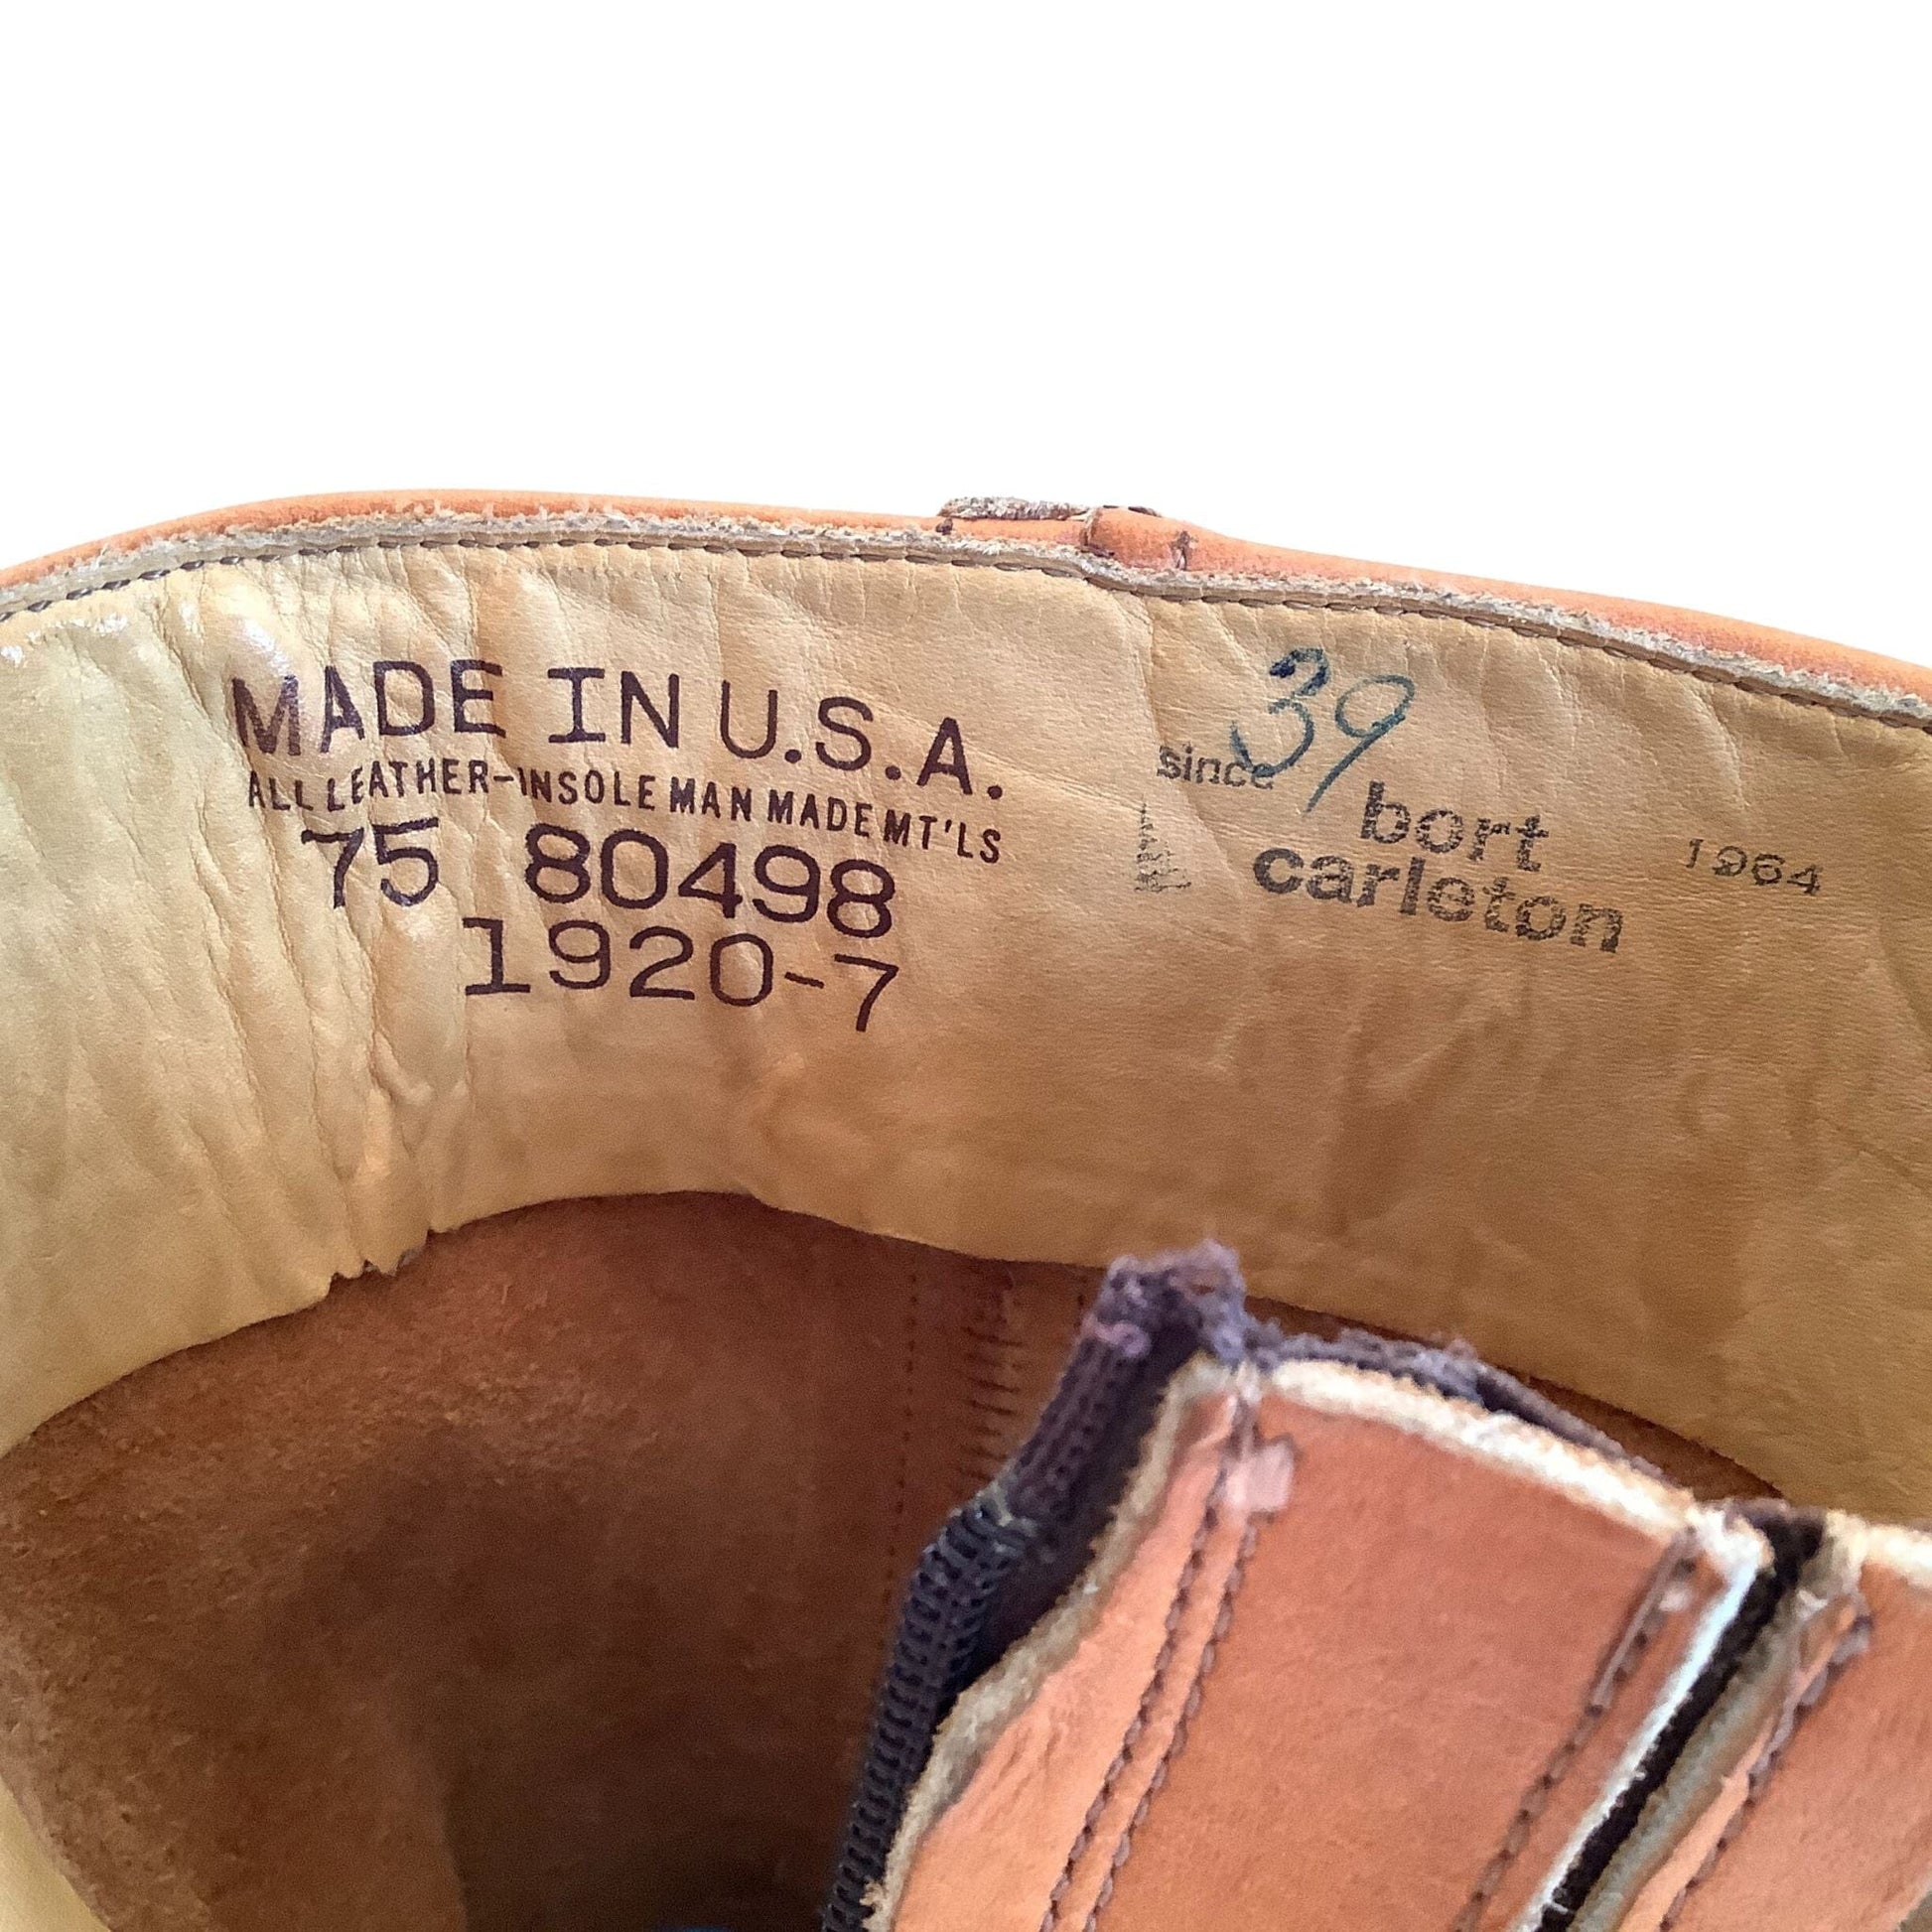 MADE IN U.S.A.
ALL LEATHER-INSOLE MAN MADE MT'LS
75 80498
1920-7
39
since
bort
carleton
1964